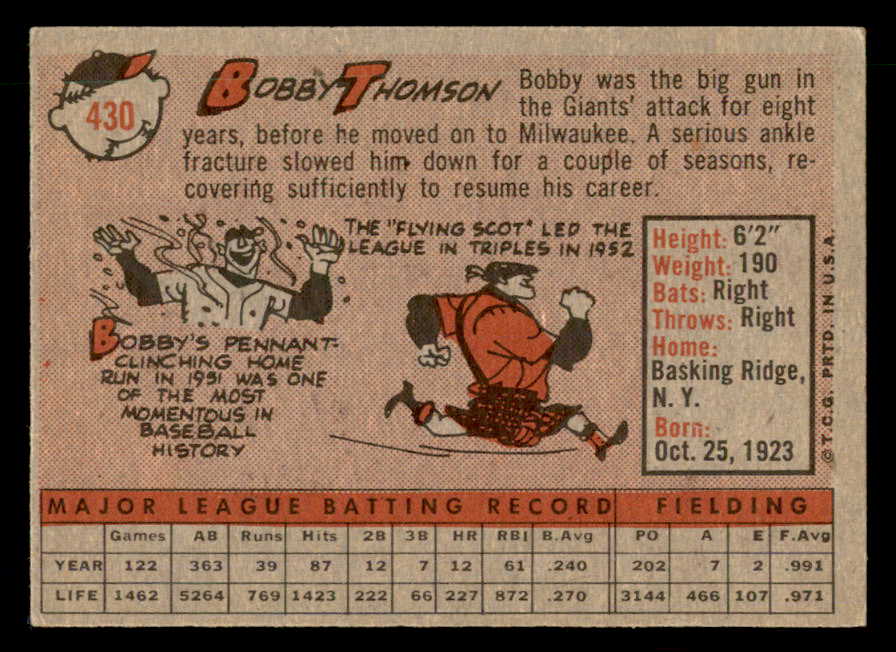 430
BOBBY THOMSON
Bobby was the big gun in
the Giants' attack for eight
years, before he moved on to Milwaukee. A serious ankle
fracture slowed him down for a couple of seasons, re-
covering sufficiently to resume his career.
THE "FLYING SCOT" LED THE
LEAGUE IN TRIPLES IN 1952
BOBBY'S PENNANT-
CLINCHING HOME
RUN IN 1951 WAS ONE
OF THE MOST
MOMENTOUS IN
BASEBALL
HISTORY
Height: 6'2"
Weight: 190
Bats: Right
Throws: Right
Home:
Basking Ridge,
N. Y.
Born:
Oct. 25, 1923
© T.C.G. PRTD. IN U.S.A.
MAJOR LEAGUE BATTING RECORD FIELDING
Games AB Runs Hits 2B 3B HR RBI B.Avg PO A E F.Avg
YEAR 122 363 39 87 12 7 12 61 .240 202 7 2 .991
LIFE 1462 5264 769 1423 222 66 227 872 .270 3144 466 107 .971